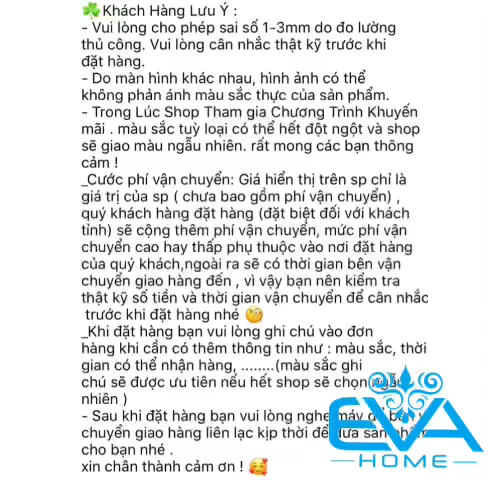 ☘️Khách Hàng Lưu Ý :
- Vui lòng cho phép sai số 1-3mm do đo lường
thủ công. Vui lòng cân nhắc thật kỹ trước khi
đặt hàng.
- Do màn hình khác nhau, hình ảnh có thể
không phản ánh màu sắc thực của sản phẩm.
- Trong Lúc Shop Tham gia Chương Trình Khuyến
mãi . màu sắc tuỳ loại có thể hết đột ngột và shop
sẽ giao màu ngẫu nhiên. rất mong các bạn thông
cảm !
_Cước phí vận chuyển: Giá hiển thị trên sp chỉ là
giá trị của sp ( chưa bao gồm phí vận chuyển) ,
quý khách hàng đặt hàng (đặt biệt đối với khách
tỉnh) sẽ cộng thêm phí vận chuyển, mức phí vận
chuyển cao hay thấp phụ thuộc vào nơi đặt hàng
của quý khách,ngoài ra sẽ có thời gian bên vận
chuyển giao hàng đến , vì vậy bạn nên kiểm tra
thật kỹ số tiền và thời gian vận chuyển để cân nhắc
trước khi đặt hàng nhé 🧐
_Khi đặt hàng bạn vui lòng ghi chú vào đơn
hàng khi cần có thêm thông tin như : màu sắc, thời
gian có thể nhận hàng, ........(màu sắc ghi
chú sẽ được ưu tiên nếu hết shop sẽ chọn ngẫu
nhiên )
- Sau khi đặt hàng bạn vui lòng nghe máy để bên
chuyển giao hàng liên lạc kịp thời để đưa sản phẩm
cho bạn nhé .
xin chân thành cảm ơn ! 🥰
EVA
HOME